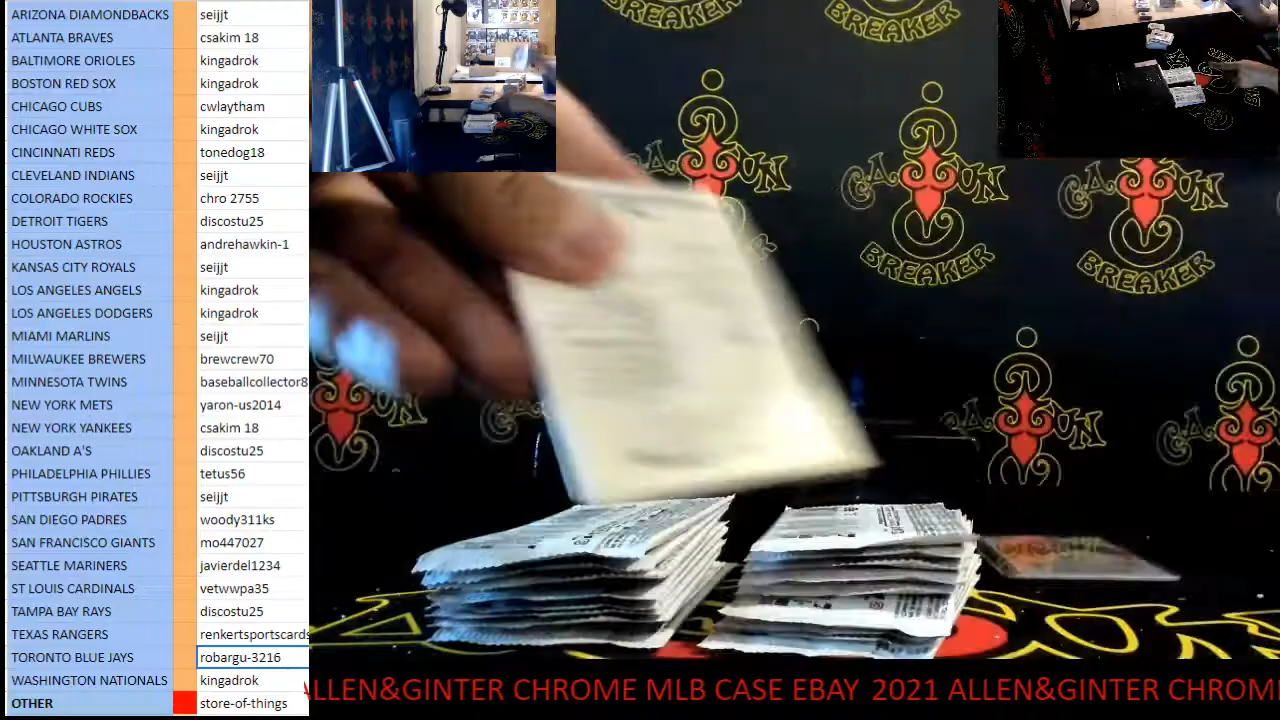 ARIZONA DIAMONDBACKS seijjt
ATLANTA BRAVES csakim 18
BALTIMORE ORIOLES kingadrok
BOSTON RED SOX kingadrok
CHICAGO CUBS cwlaytham
CHICAGO WHITE SOX kingadrok
CINCINNATI REDS tonedog18
CLEVELAND INDIANS seijjt
COLORADO ROCKIES chro 2755
DETROIT TIGERS discostu25
HOUSTON ASTROS andrehawkin-1
KANSAS CITY ROYALS seijjt
LOS ANGELES ANGELS kingadrok
LOS ANGELES DODGERS kingadrok
MIAMI MARLINS seijjt
MILWAUKEE BREWERS brewcrew70
MINNESOTA TWINS baseballcollector8
NEW YORK METS yaron-us2014
NEW YORK YANKEES csakim 18
OAKLAND A'S discostu25
PHILADELPHIA PHILLIES tetus56
PITTSBURGH PIRATES seijjt
SAN DIEGO PADRES woody311ks
SAN FRANCISCO GIANTS mo447027
SEATTLE MARINERS javierdel1234
ST LOUIS CARDINALS vetwwpa35
TAMPA BAY RAYS discostu25
TEXAS RANGERS renkertsportscards
TORONTO BLUE JAYS robargu-3216
WASHINGTON NATIONALS kingadrok
OTHER store-of-things
BREAKER
BREAKER
CAJUN
BREAKER
CAJUN
BREAKER
LLEN&GINTER CHROME MLB CASE EBAY 2021 ALLEN&GINTER CHROM